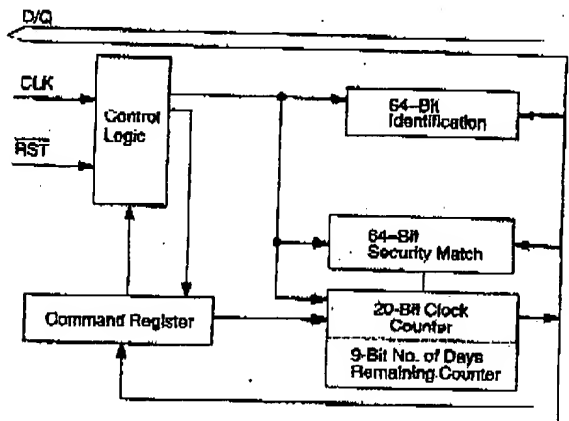 D/Q
CLK
Control
Logic
RST
64-Bit
Identification
64-Bit
Security Match
Command Register
20-Bit Clock
Counter
9-Bit No. of Days
Remaining Counter